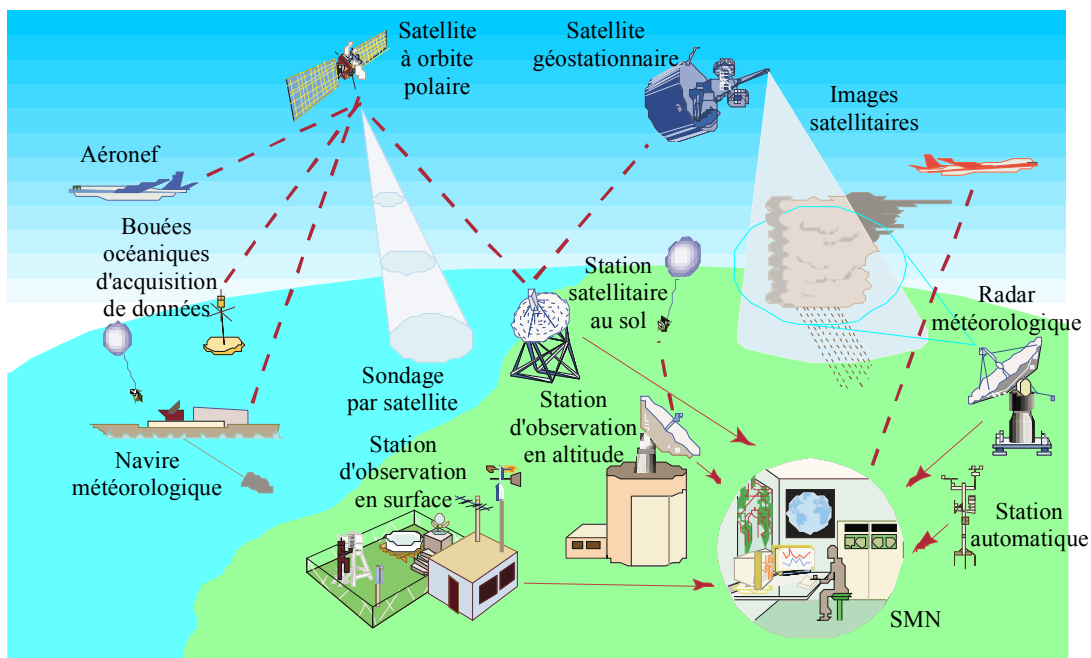 Satellite
à orbite
polaire
Satellite
géostationnaire
Images
satellitaires
Aéronef
Bouées
océaniques
d'acquisition
de données
Station
satellitaire
au sol
Radar
météorologique
Sondage
par satellite
Station
d'observation
en altitude
Navire
météorologique
Station
d'observation
en surface
Station
automatique
SMN